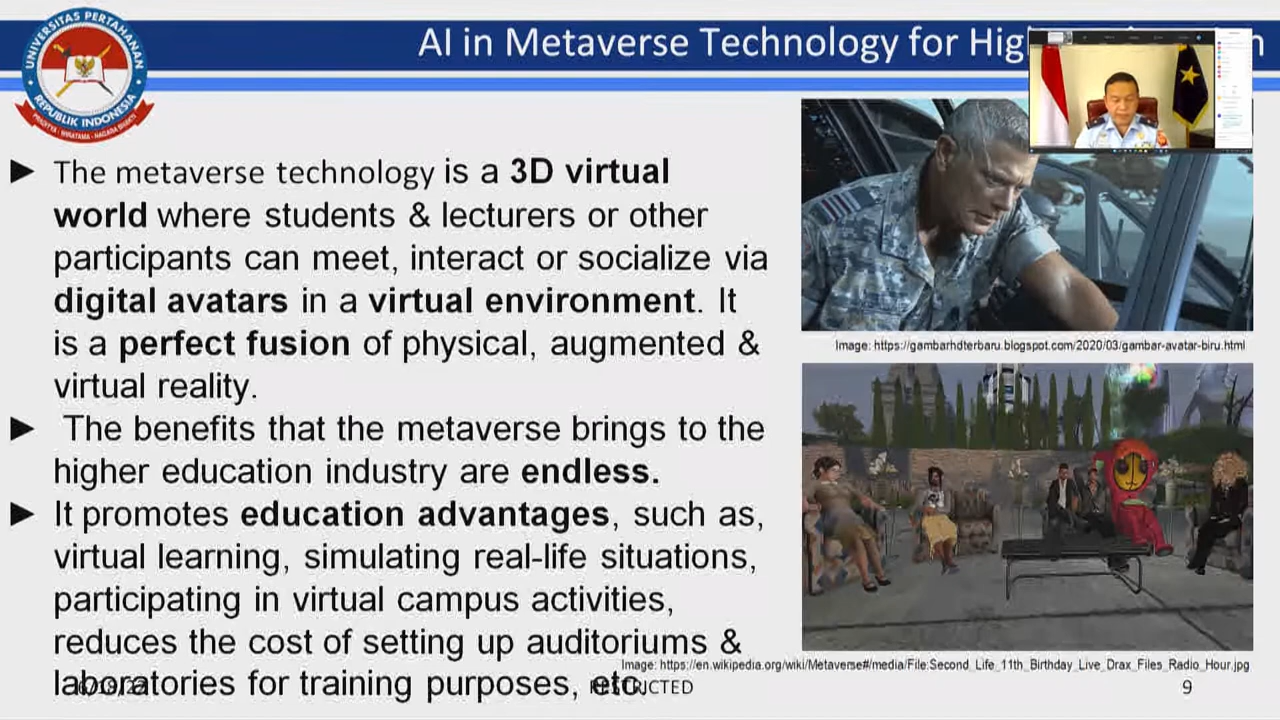 UNIVERSITAS PERTAHANAN
REPUBLIK INDONESIA
AI in Metaverse Technology for
► The metaverse technology is a 3D virtual
world where students & lecturers or other
participants can meet, interact or socialize via
digital avatars in a virtual environment. It
is a perfect fusion of physical, augmented &
virtual reality.
► The benefits that the metaverse brings to the
higher education industry are endless.
► It promotes education advantages, such as,
virtual learning, simulating real-life situations,
participating in virtual campus activities,
reduces the cost of setting up auditoriums &
laboratories for training purposes, etc.
Image: https://gambarhdterbaru.blogspot.com/2020/03/gambar-avatar-biru.html
Image: https://en.wikipedia.org/wiki/Metaverse#/media/File:Second_Life_11th_Birthday_Live_Drax_Files_Radio_Hour.jpg
RESTRICTED
9